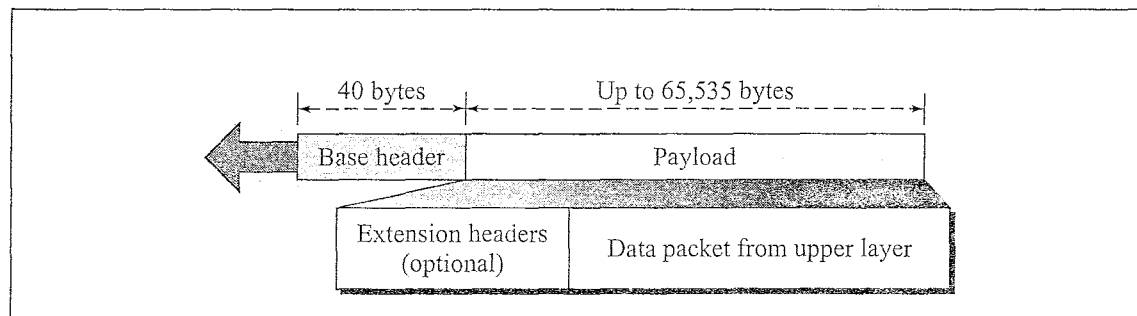 40 bytes
Up to 65,535 bytes
Base header
Payload
Extension headers
(optional)
Data packet from upper layer